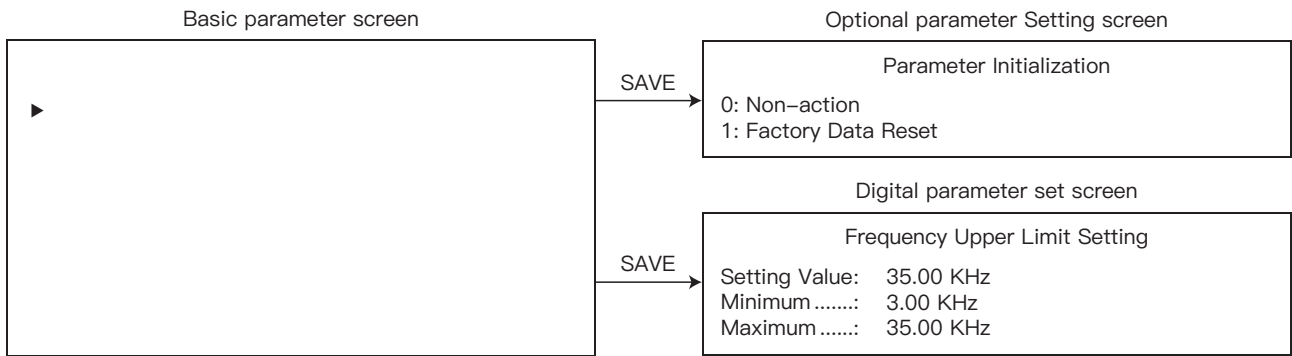 Basic parameter screen
Optional parameter Setting screen
SAVE
Parameter Initialization
0: Non-action
1: Factory Data Reset
Digital parameter set screen
SAVE
Frequency Upper Limit Setting
Setting Value: 35.00 KHz
Minimum .......: 3.00 KHz
Maximum ......: 35.00 KHz